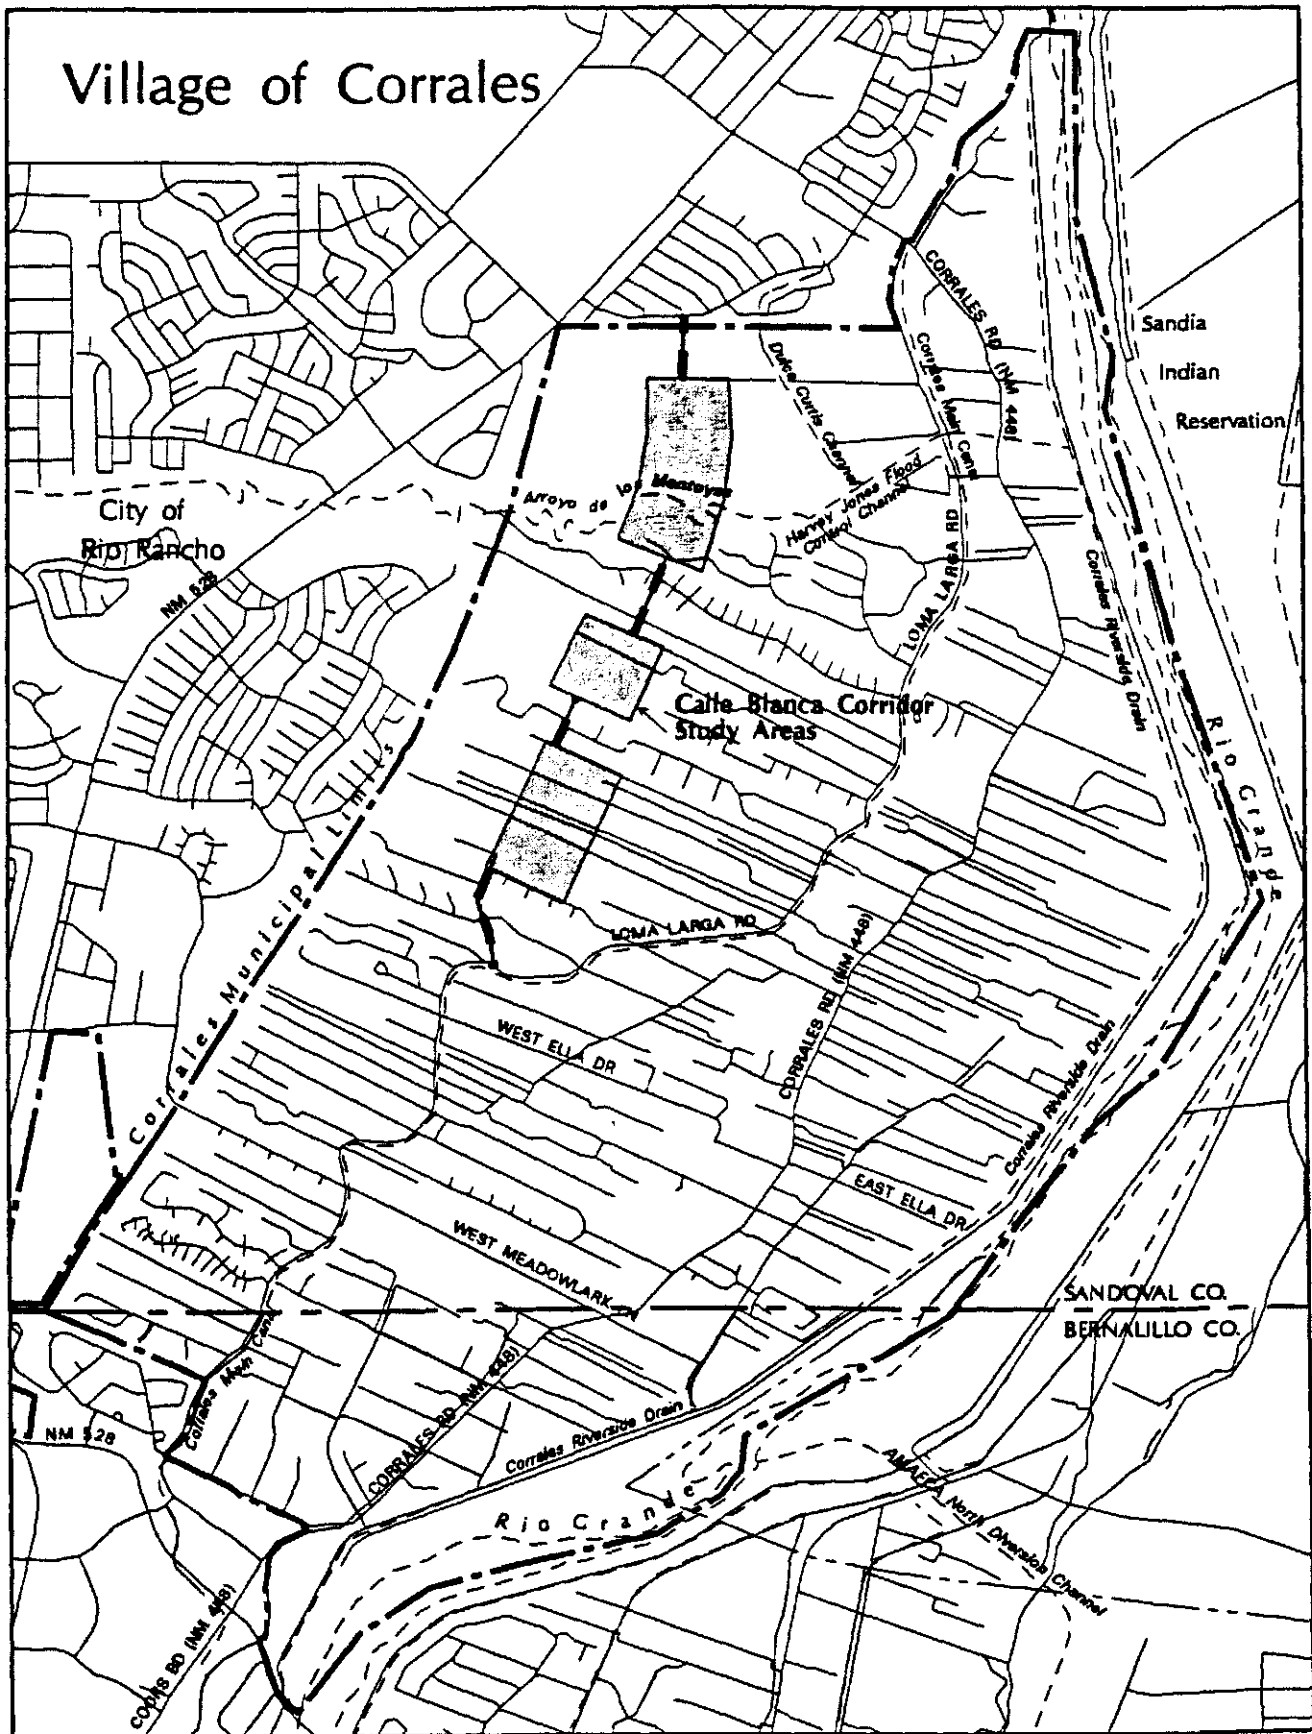 Village of Corrales
CORRALES RD (NM 448)
Sandia
Indian
Reservation
Corrales Main Canal
Dulce Curtis Channel
Arroyo de los Montoyas
Harvey Jones Flood
Control Channel
City of
Rio Rancho
NM 528
LOMA LARGA RD
Corrales Riverside Drain
Calle Blanca Corridor
Study Areas
Rio Grande
Corrales Municipal Limits
LOMA LARGA RD
CORRALES RD (NM 448)
WEST ELLA DR
Corrales Riverside Drain
EAST ELLA DR
WEST MEADOWLARK
SANDOVAL CO.
BERNALILLO CO.
Corrales Main Canal
NM 528
CORRALES RD (NM 448)
Corrales Riverside Drain
AMAFCA North Diversion Channel
Rio Grande
COORS BD (NM 448)